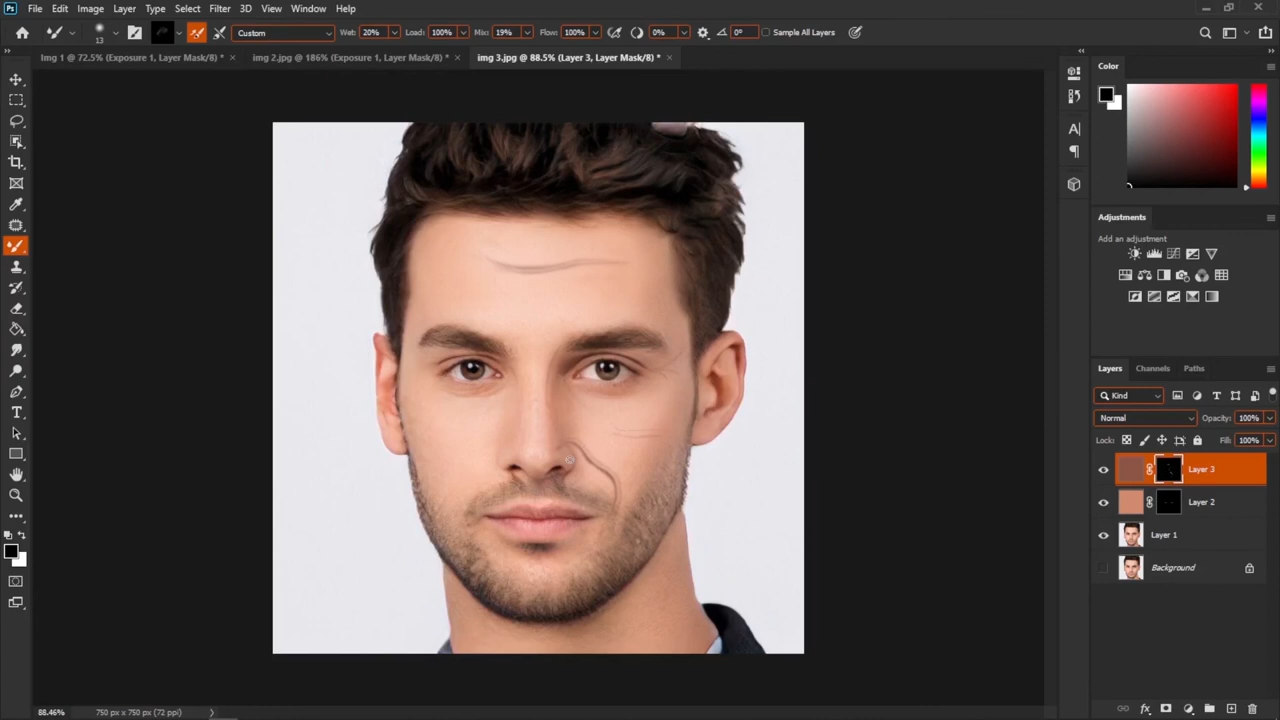 Ps File Edit Image Layer Type Select Filter 3D View Window Help
13 Custom Wet: 20% Load: 100% Mix: 19% Flow: 100% 0% 0° Sample All Layers
Img 1 @ 72.5% (Exposure 1, Layer Mask/8) * × img 2.jpg @ 186% (Exposure 1, Layer Mask/8) * × img 3.jpg @ 88.5% (Layer 3, Layer Mask/8) * ×
Color
Adjustments
Add an adjustment
Layers Channels Paths
Kind
Normal Opacity: 100%
Lock: Fill: 100%
Layer 3
Layer 2
Layer 1
Background
88.46% 750 px x 750 px (72 ppi)